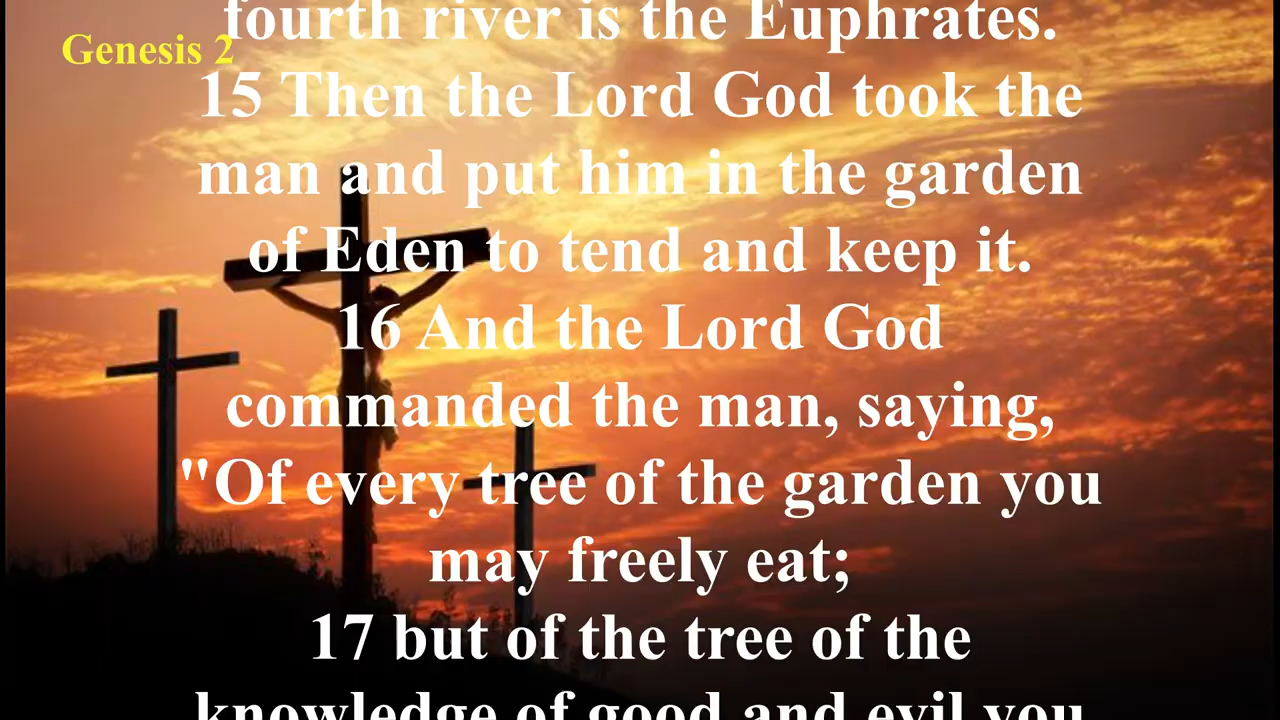 fourth river is the Euphrates.
Genesis 2
15 Then the Lord God took the
man and put him in the garden
of Eden to tend and keep it.
16 And the Lord God
commanded the man, saying,
"Of every tree of the garden you
may freely eat;
17 but of the tree of the
knowledge of good and evil you